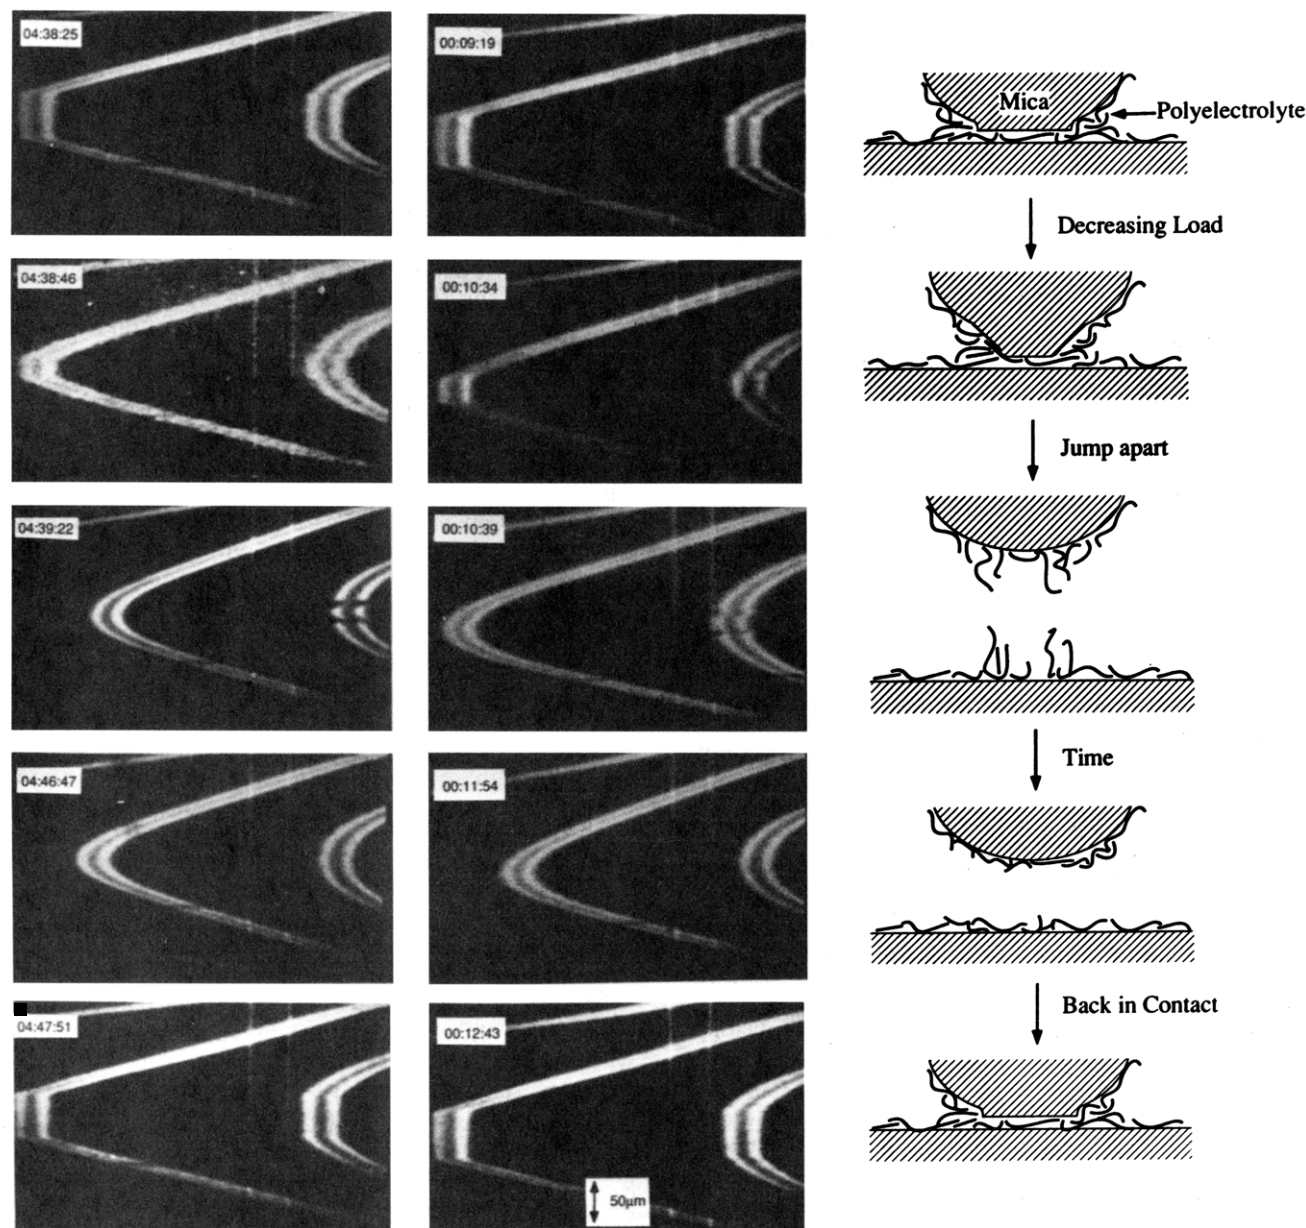 04:38:25
00:09:19
Mica
Polyelectrolyte
Decreasing Load
04:38:46
00:10:34
Jump apart
04:39:22
00:10:39
Time
04:46:47
00:11:54
Back in Contact
04:47:51
00:12:43
50μm